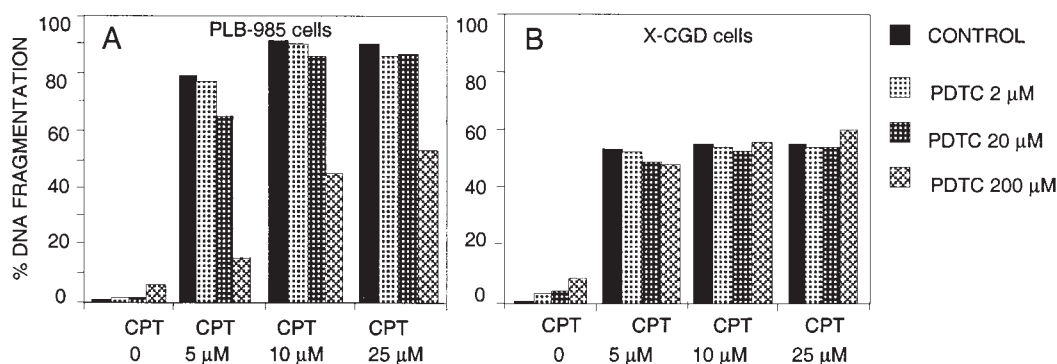 % DNA FRAGMENTATION
100
80
60
40
20
0
A
PLB-985 cells
CPT CPT CPT CPT
0 5 μM 10 μM 25 μM
100
80
60
40
20
0
B
X-CGD cells
CPT CPT CPT CPT
0 5 μM 10 μM 25 μM
CONTROL
PDTC 2 μM
PDTC 20 μM
PDTC 200 μM